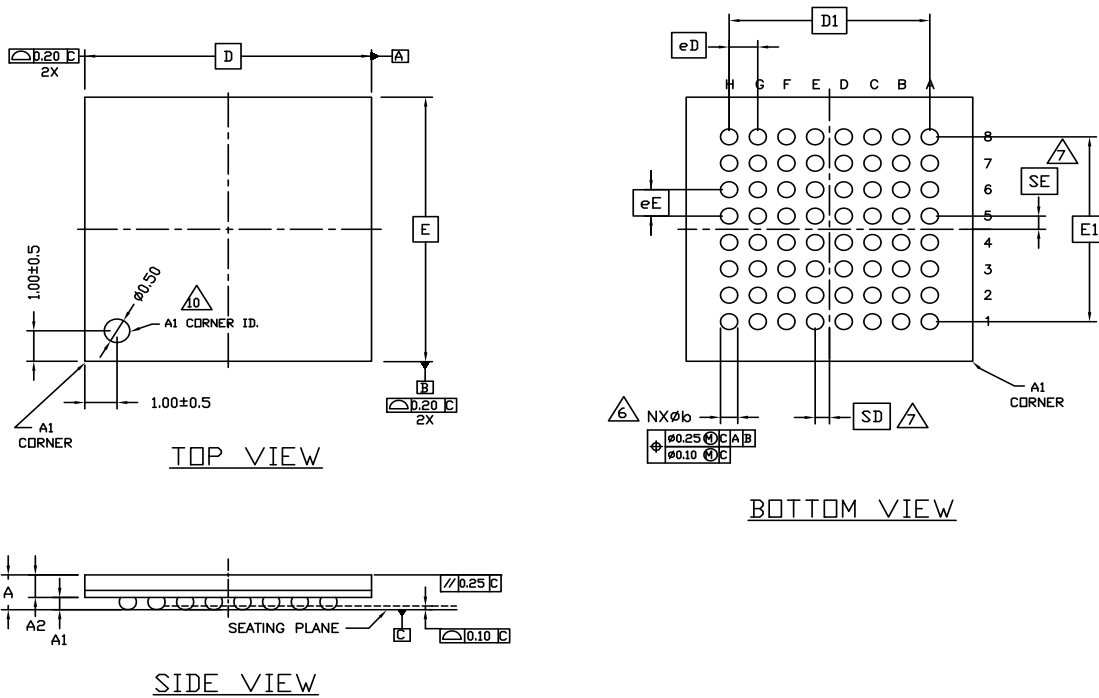 ⌓ 0.20 C
2X
D
A
E
1.00±0.5
ø0.50
10
A1 CORNER ID.
B
⌓ 0.20 C
2X
1.00±0.5
A1
CORNER
TOP VIEW
D1
eD
H G F E D C B A
8
7
6
5
4
3
2
1
7
SE
eE
E1
A1
CORNER
6 NXøb
SD 7
⌖ ø0.25 Ⓜ C A B
ø0.10 Ⓜ C
BOTTOM VIEW
A
A2
A1
// 0.25 C
SEATING PLANE
C
⌓ 0.10 C
SIDE VIEW